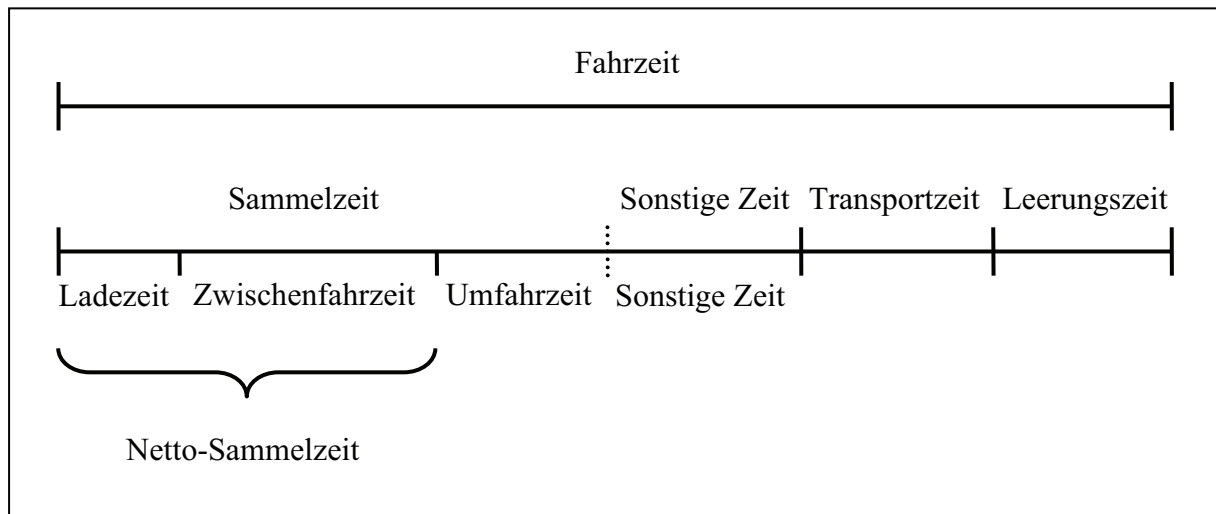 Fahrzeit
Sammelzeit Sonstige Zeit Transportzeit Leerungszeit
Ladezeit Zwischenfahrzeit Umfahrzeit Sonstige Zeit
Netto-Sammelzeit